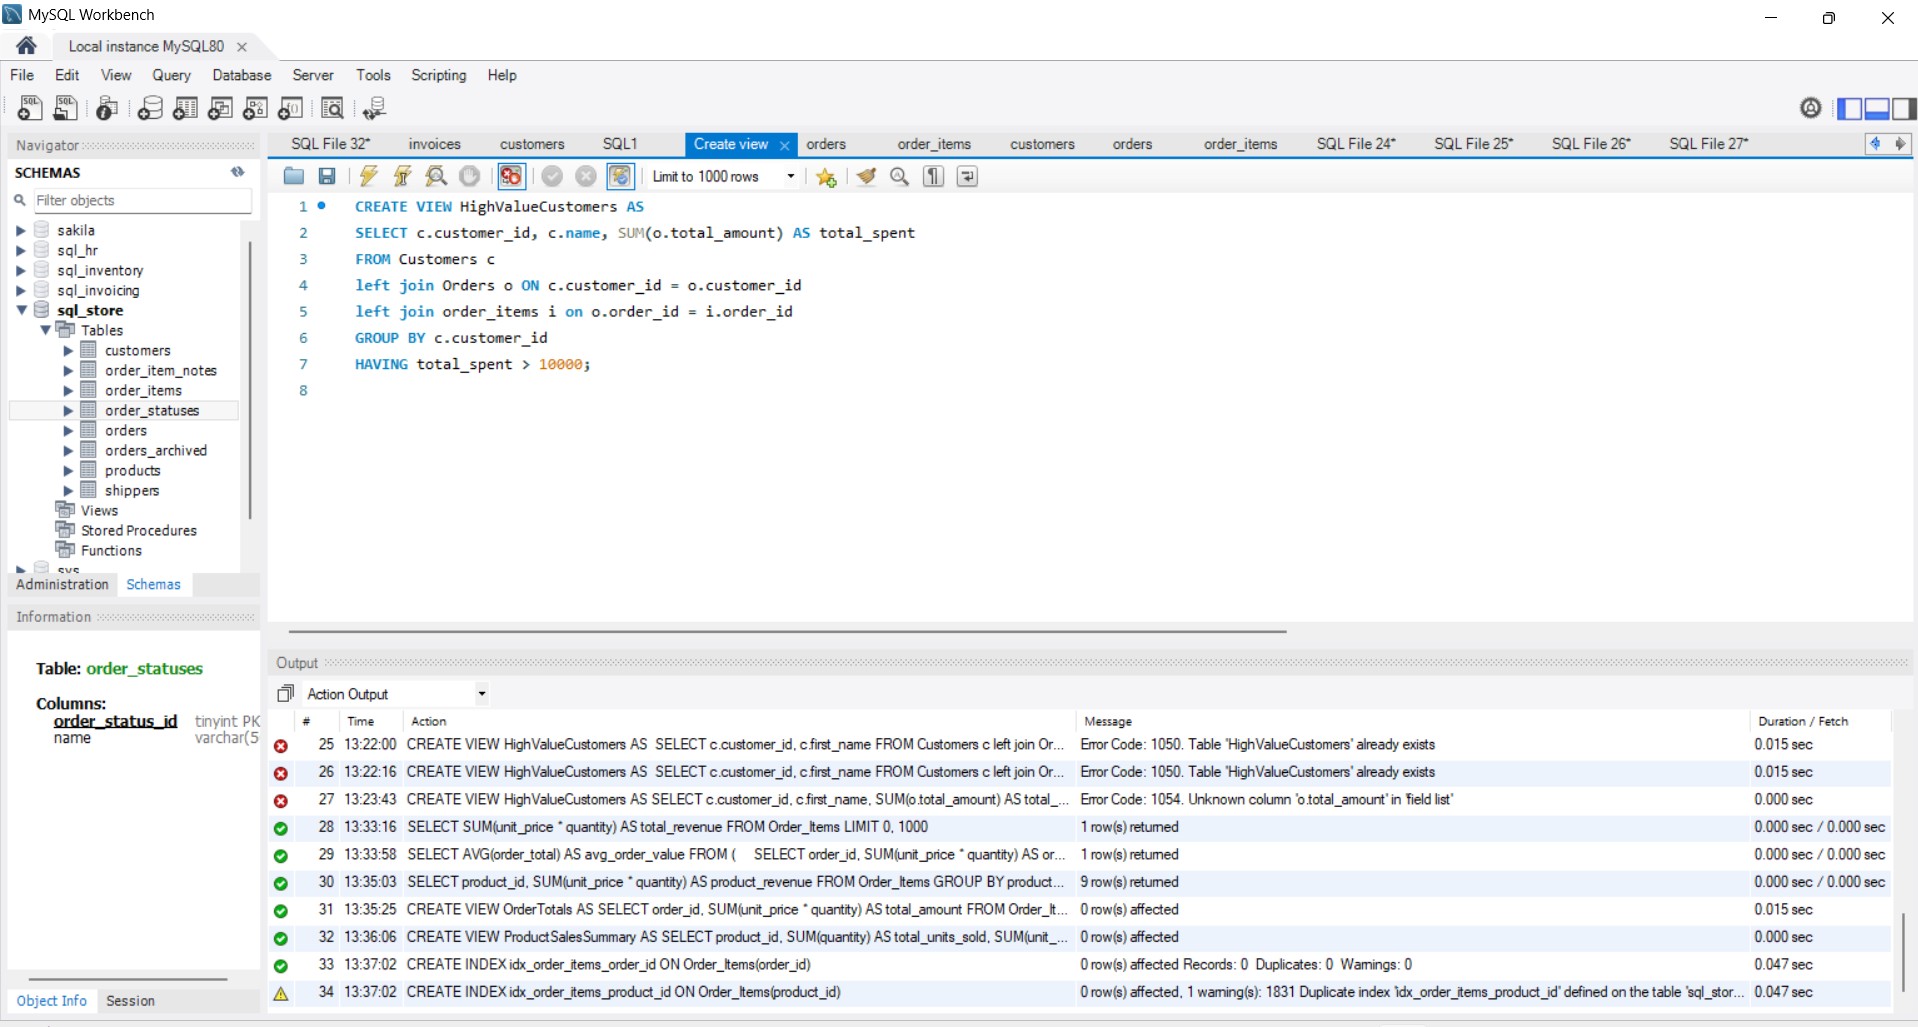 MySQL Workbench
Local instance MySQL80
File Edit View Query Database Server Tools Scripting Help
Navigator
SCHEMAS
Filter objects
sakila
sql_hr
sql_inventory
sql_invoicing
sql_store
Tables
customers
order_item_notes
order_items
order_statuses
orders
orders_archived
products
shippers
Views
Stored Procedures
Functions
sys
Administration Schemas
Information
Table: order_statuses
Columns:
order_status_id tinyint PK
name varchar(5
Object Info Session
SQL File 32* invoices customers SQL1 Create view orders order_items customers orders order_items SQL File 24* SQL File 25* SQL File 26* SQL File 27*
Limit to 1000 rows
1 CREATE VIEW HighValueCustomers AS
2 SELECT c.customer_id, c.name, SUM(o.total_amount) AS total_spent
3 FROM Customers c
4 left join Orders o ON c.customer_id = o.customer_id
5 left join order_items i on o.order_id = i.order_id
6 GROUP BY c.customer_id
7 HAVING total_spent > 10000;
8
Output
Action Output
# Time Action Message Duration / Fetch
25 13:22:00 CREATE VIEW HighValueCustomers AS SELECT c.customer_id, c.first_name FROM Customers c left join Or... Error Code: 1050. Table 'HighValueCustomers' already exists 0.015 sec
26 13:22:16 CREATE VIEW HighValueCustomers AS SELECT c.customer_id, c.first_name FROM Customers c left join Or... Error Code: 1050. Table 'HighValueCustomers' already exists 0.015 sec
27 13:23:43 CREATE VIEW HighValueCustomers AS SELECT c.customer_id, c.first_name, SUM(o.total_amount) AS total_... Error Code: 1054. Unknown column 'o.total_amount' in 'field list' 0.000 sec
28 13:33:16 SELECT SUM(unit_price * quantity) AS total_revenue FROM Order_Items LIMIT 0, 1000 1 row(s) returned 0.000 sec / 0.000 sec
29 13:33:58 SELECT AVG(order_total) AS avg_order_value FROM ( SELECT order_id, SUM(unit_price * quantity) AS or... 1 row(s) returned 0.000 sec / 0.000 sec
30 13:35:03 SELECT product_id, SUM(unit_price * quantity) AS product_revenue FROM Order_Items GROUP BY product... 9 row(s) returned 0.000 sec / 0.000 sec
31 13:35:25 CREATE VIEW OrderTotals AS SELECT order_id, SUM(unit_price * quantity) AS total_amount FROM Order_It... 0 row(s) affected 0.015 sec
32 13:36:06 CREATE VIEW ProductSalesSummary AS SELECT product_id, SUM(quantity) AS total_units_sold, SUM(unit_... 0 row(s) affected 0.000 sec
33 13:37:02 CREATE INDEX idx_order_items_order_id ON Order_Items(order_id) 0 row(s) affected Records: 0 Duplicates: 0 Warnings: 0 0.047 sec
34 13:37:02 CREATE INDEX idx_order_items_product_id ON Order_Items(product_id) 0 row(s) affected, 1 warning(s): 1831 Duplicate index 'idx_order_items_product_id' defined on the table 'sql_stor... 0.047 sec